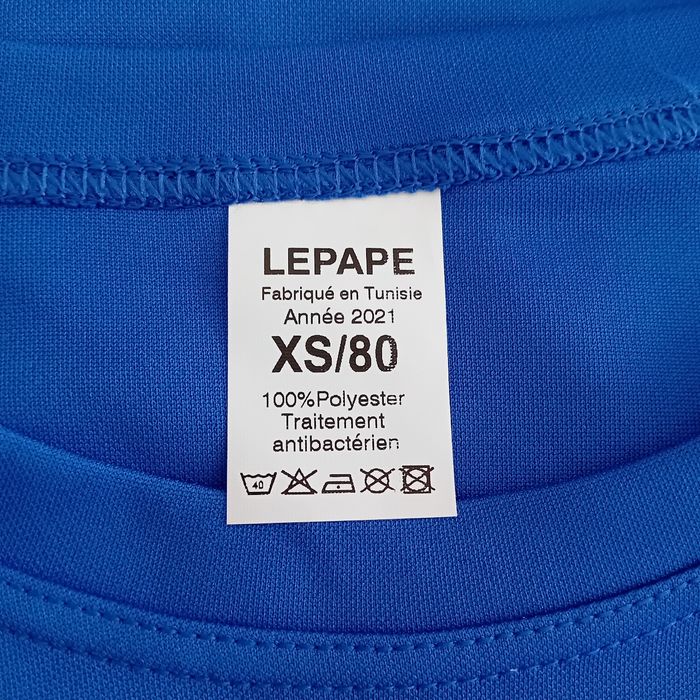 LEPAPE
Fabriqué en Tunisie
Année 2021
XS/80
100%Polyester
Traitement
antibactérien
40